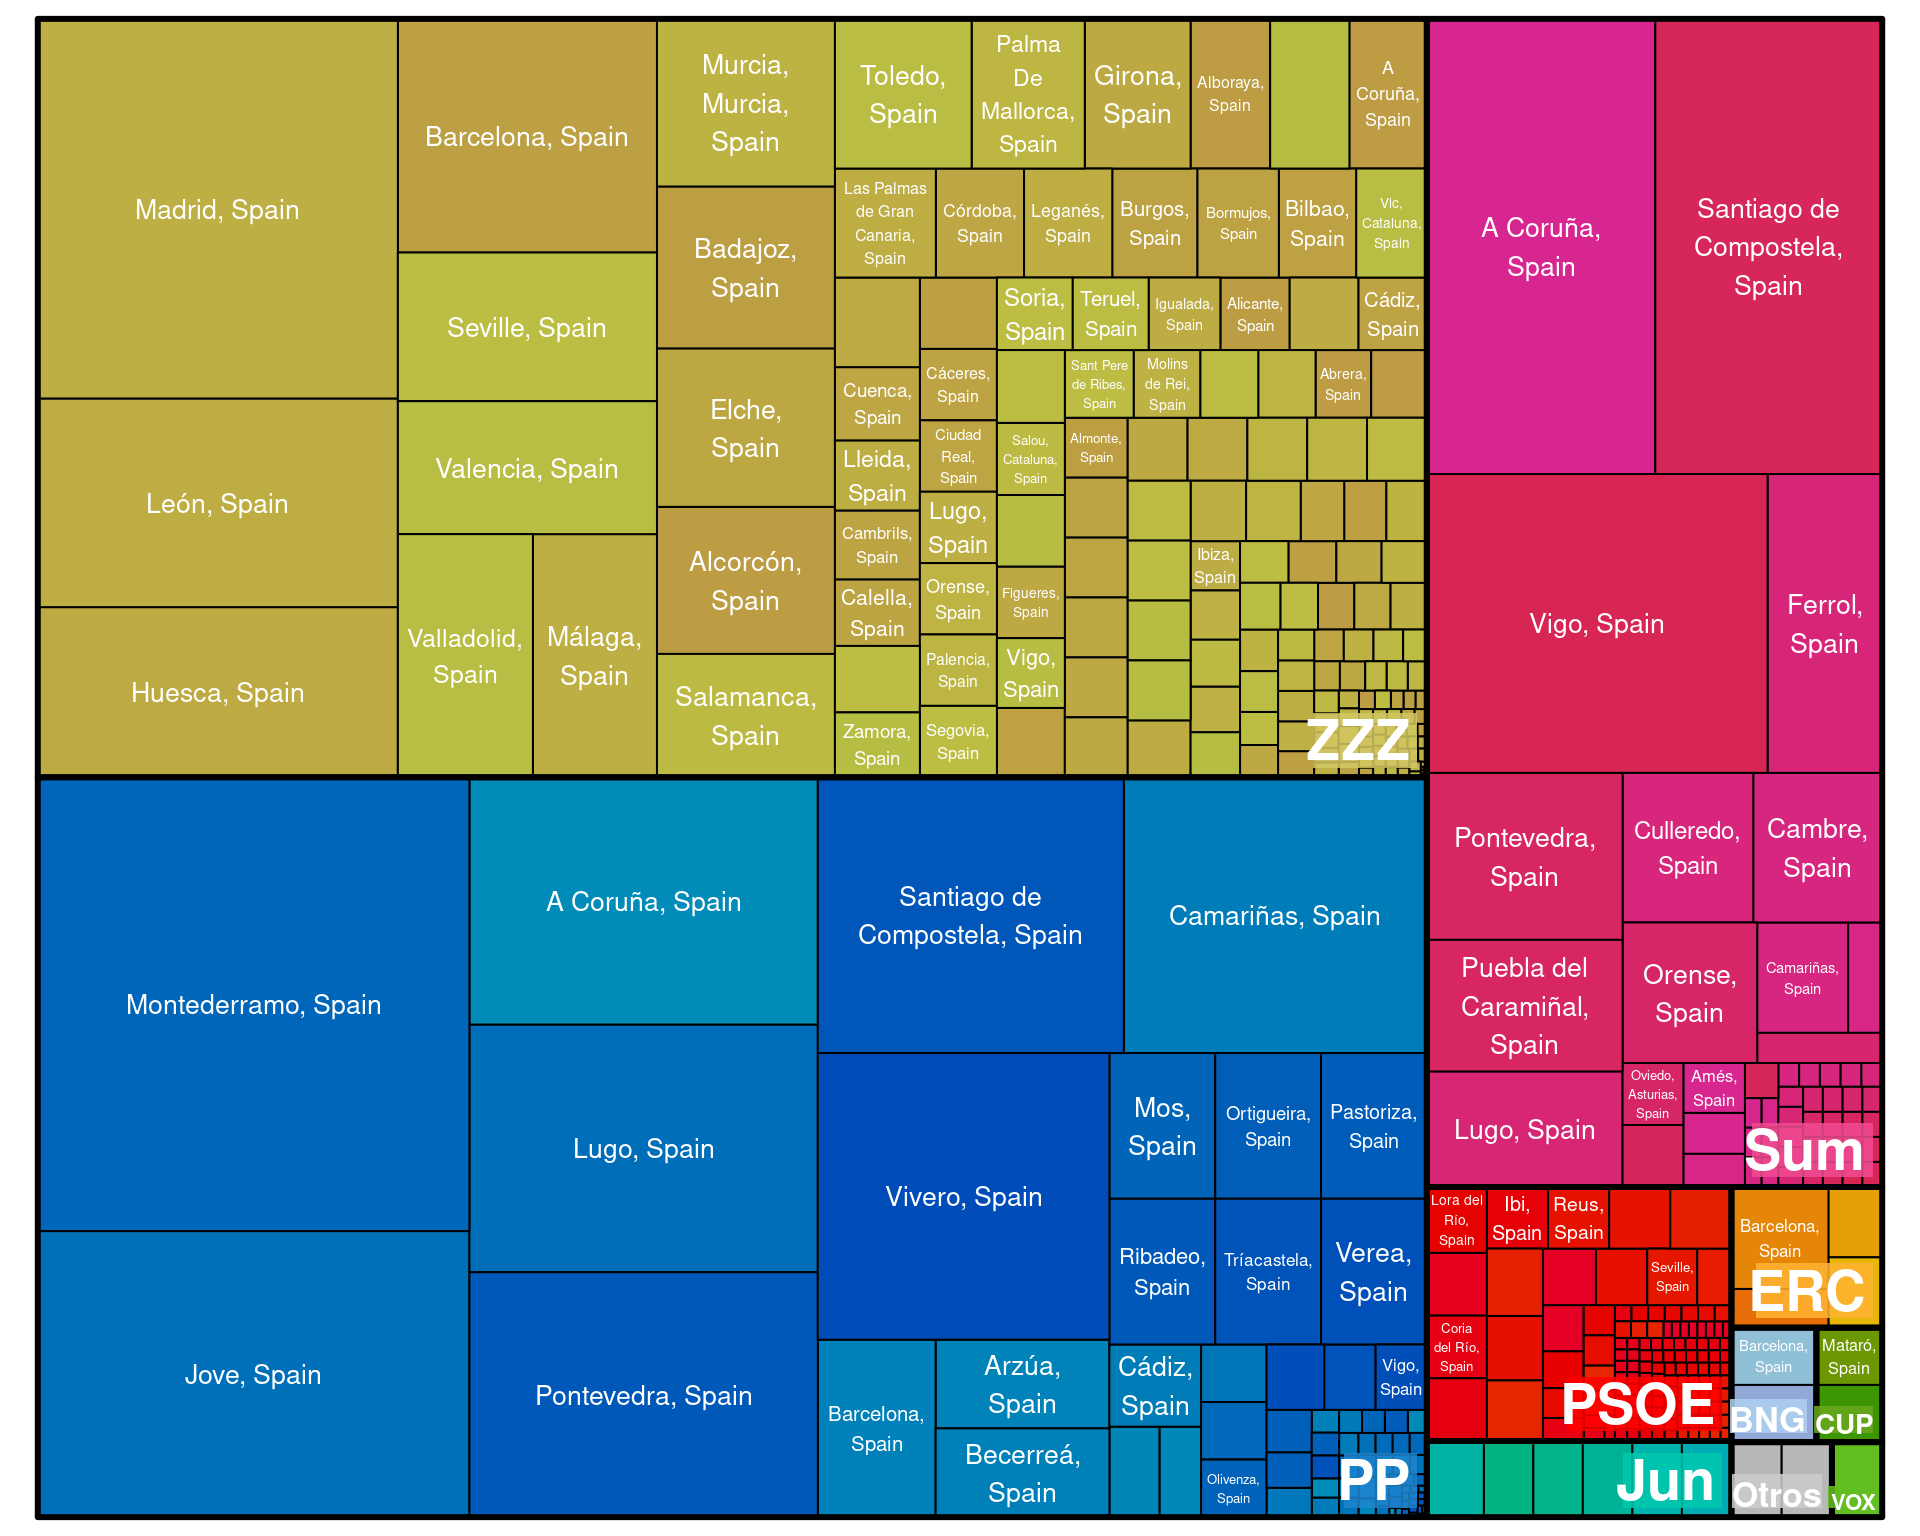 Madrid, Spain
León, Spain
Huesca, Spain
Barcelona, Spain
Seville, Spain
Valencia, Spain
Valladolid,
Spain
Málaga,
Spain
Murcia,
Murcia,
Spain
Badajoz,
Spain
Elche,
Spain
Alcorcón,
Spain
Salamanca,
Spain
Toledo,
Spain
Palma
De
Mallorca,
Spain
Girona,
Spain
Alboraya,
Spain
A
Coruña,
Spain
Las Palmas
de Gran
Canaria,
Spain
Córdoba,
Spain
Leganés,
Spain
Burgos,
Spain
Bormujos,
Spain
Bilbao,
Spain
Vic,
Cataluna,
Spain
Cuenca,
Spain
Lleida,
Spain
Cambrils,
Spain
Calella,
Spain
Zamora,
Spain
Cáceres,
Spain
Ciudad
Real,
Spain
Lugo,
Spain
Orense,
Spain
Palencia,
Spain
Segovia,
Spain
Soria,
Spain
Teruel,
Spain
Igualada,
Spain
Alicante,
Spain
Cádiz,
Spain
Salou,
Cataluna,
Spain
Figueres,
Spain
Vigo,
Spain
Sant Pere
de Ribes,
Spain
Molins
de Rei,
Spain
Abrera,
Spain
Almonte,
Spain
Ibiza,
Spain
ZZZ
A Coruña,
Spain
Santiago de
Compostela,
Spain
Vigo, Spain
Ferrol,
Spain
Pontevedra,
Spain
Culleredo,
Spain
Cambre,
Spain
Puebla del
Caramiñal,
Spain
Orense,
Spain
Camariñas,
Spain
Lugo, Spain
Oviedo,
Asturias,
Spain
Amés,
Spain
Sum
Montederramo, Spain
Jove, Spain
A Coruña, Spain
Lugo, Spain
Pontevedra, Spain
Santiago de
Compostela, Spain
Camariñas, Spain
Vivero, Spain
Mos,
Spain
Ortigueira,
Spain
Pastoriza,
Spain
Ribadeo,
Spain
Tríacastela,
Spain
Verea,
Spain
Barcelona,
Spain
Arzúa,
Spain
Becerreá,
Spain
Cádiz,
Spain
Olivenza,
Spain
Vigo,
Spain
PP
Lora del
Río,
Spain
Ibi,
Spain
Reus,
Spain
Seville,
Spain
Coria
del Río,
Spain
PSOE
Barcelona,
Spain
ERC
Barcelona,
Spain
BNG
Mataró,
Spain
CUP
Jun
Otros
VOX